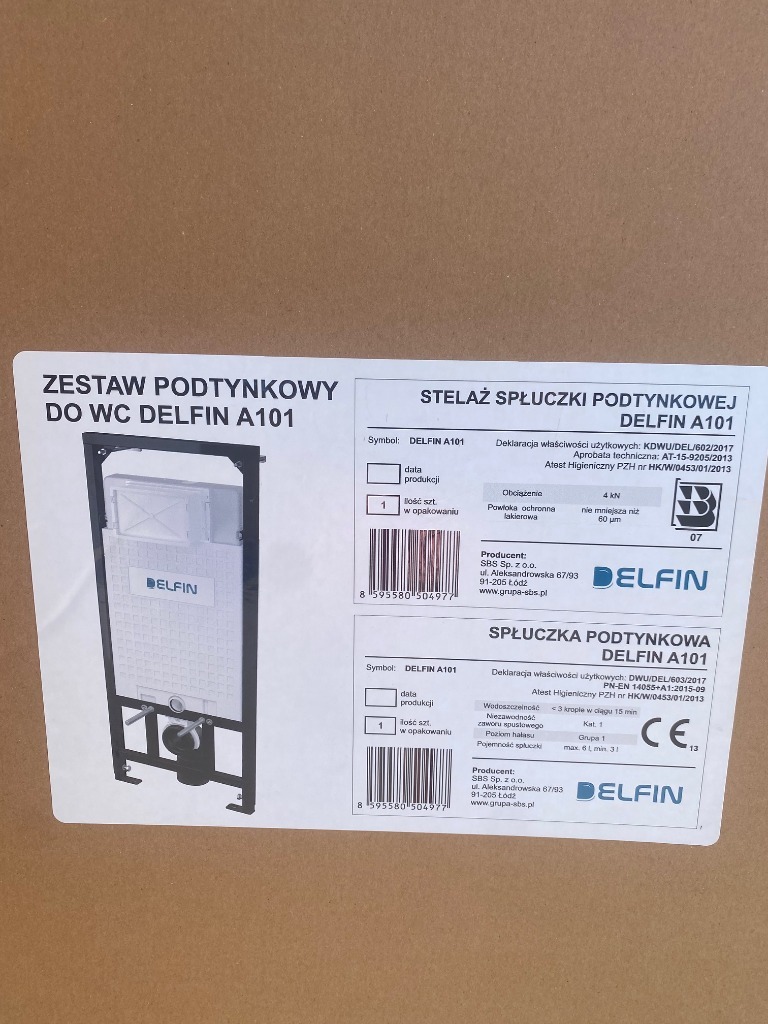 ZESTAW PODTYNKOWY
DO WC DELFIN A101
DELFIN
STELAŻ SPŁUCZKI PODTYNKOWEJ
DELFIN A101
Symbol: DELFIN A101
Deklaracja właściwości użytkowych: KDWU/DEL/602/2017
Aprobata techniczna: AT-15-9205/2013
Atest Higieniczny PZH nr HK/W/0453/01/2013
data
produkcji
1
ilość szt.
w opakowaniu
Obciążenie 4 kN
Powłoka ochronna
lakierowa
nie mniejsza niż
60 µm
B
07
8 595580 504977
Producent:
SBS Sp. z o.o.
ul. Aleksandrowska 67/93
91-205 Łódź
www.grupa-sbs.pl
DELFIN
SPŁUCZKA PODTYNKOWA
DELFIN A101
Symbol: DELFIN A101
Deklaracja właściwości użytkowych: DWU/DEL/603/2017
PN-EN 14055+A1:2015-09
Atest Higieniczny PZH nr HK/W/0453/01/2013
data
produkcji
1
ilość szt.
w opakowaniu
Wodoszczelność < 3 krople w ciągu 15 min
Niezawodność
zaworu spustowego
Kat. 1
Poziom hałasu Grupa 1
Pojemność spłuczki max. 6 l, min. 3 l
CE
13
8 595580 504977
Producent:
SBS Sp. z o.o.
ul. Aleksandrowska 67/93
91-205 Łódź
www.grupa-sbs.pl
DELFIN